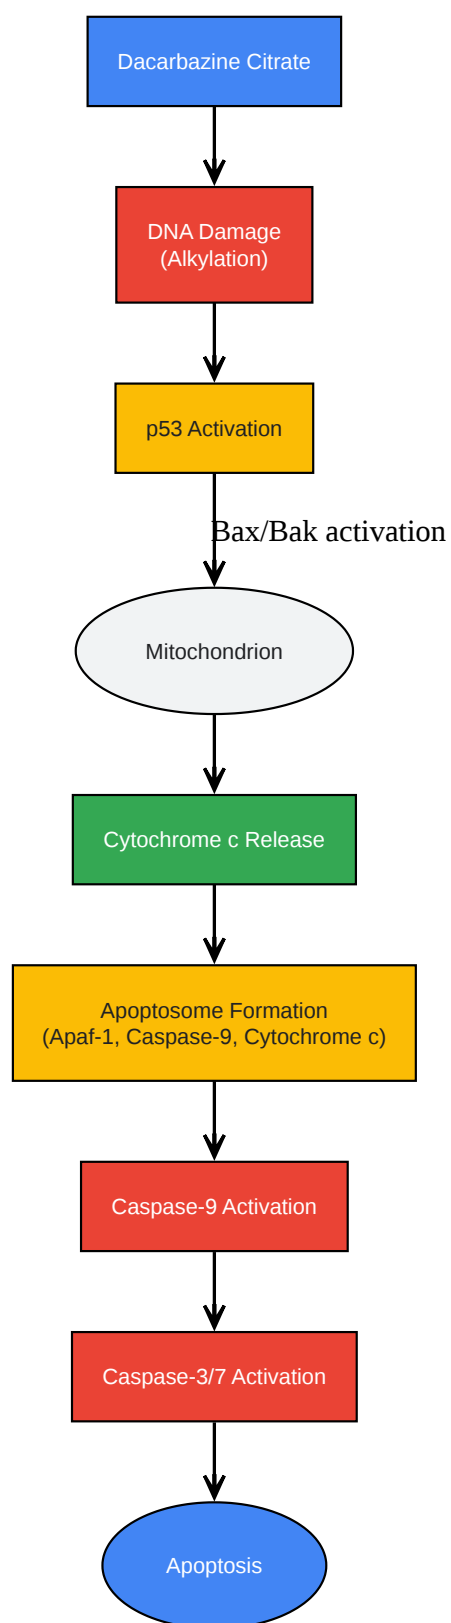 Dacarbazine Citrate
DNA Damage
(Alkylation)
p53 Activation
Bax/Bak activation
Mitochondrion
Cytochrome c Release
Apoptosome Formation
(Apaf-1, Caspase-9, Cytochrome c)
Caspase-9 Activation
Caspase-3/7 Activation
Apoptosis